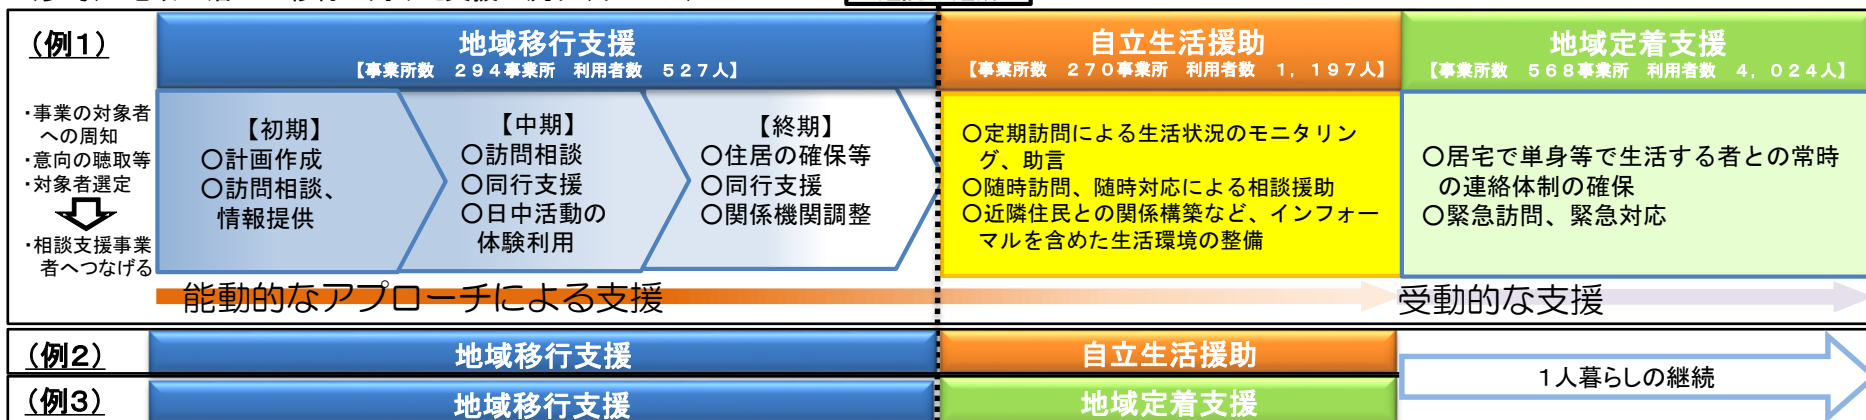 (例1)
地域移行支援
【事業所数 294事業所 利用者数 527人】
自立生活援助
【事業所数 270事業所 利用者数 1,197人】
地域定着支援
【事業所数 568事業所 利用者数 4,024人】
・事業の対象者
への周知
・意向の聴取等
・対象者選定
・相談支援事業
者へつなげる
【初期】
○計画作成
○訪問相談、
情報提供
【中期】
○訪問相談
○同行支援
○日中活動の
体験利用
【終期】
○住居の確保等
○同行支援
○関係機関調整
○定期訪問による生活状況のモニタリン
グ、助言
○随時訪問、随時対応による相談援助
○近隣住民との関係構築など、インフォー
マルを含めた生活環境の整備
○居宅で単身等で生活する者との常時
の連絡体制の確保
○緊急訪問、緊急対応
能動的なアプローチによる支援
受動的な支援
(例2)
地域移行支援
自立生活援助
1人暮らしの継続
(例3)
地域移行支援
地域定着支援